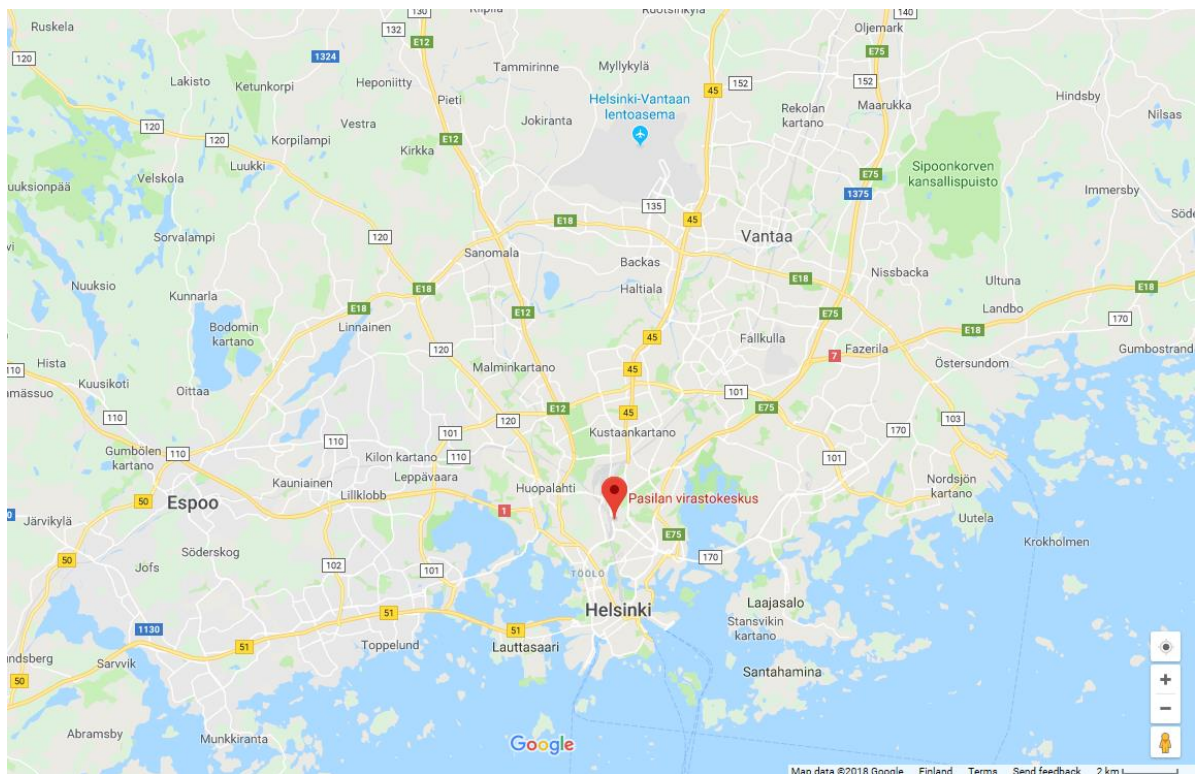 130
Ruskela
132
E12
140
Oljemark
E75
120
1324
Tammirinne
Myllykylä
152
152
Lakisto
Ketunkorpi
Heponiitty
Pieti
45
Helsinki-Vantaan
lentoasema
Rekolan
kartano
Maarukka
Hindsby
Nilsas
Vestra
Jokiranta
120
120
Korpilampi
E12
Kirkka
Luukki
Velskola
E75
Sipoonkorven
kansallispuisto
1375
Immersby
135
E18
45
Sorvalampi
120
Vantaa
Sanomala
Backas
Nissbacka
Haltiala
E18
Ultuna
E18
Nuuksio
Kunnarla
E18
E18
Landbo
170
Bodomin
kartano
Linnainen
E12
E75
E18
45
Fallkulla
120
7
Fazerila
Gumbostrand
Hista
Malminkartano
45
Östersundom
110
Kuusikoti
Oittaa
101
E12
45
E75
120
110
103
101
Kustaankartano
170
110
Gumbölen
kartano
110
Kilon kartano
110
101
Leppävaara
Kauniainen
Lillklobb
Huopalahti
Nordsjön
kartano
50
Espoo
1
Pasilan virastokeskus
Uutela
Järvikylä
E75
Krokholmen
Söderskog
170
50
Jofs
102
101
TÖÖLÖ
Laajasalo
Helsinki
51
Stansvikin
kartano
1130
51
Toppelund
51
Lauttasaari
Sarvvik
Santahamina
50
Abramsby
Munkkiranta
Google
Map data ©2018 Google Finland Terms Send feedback 2 km